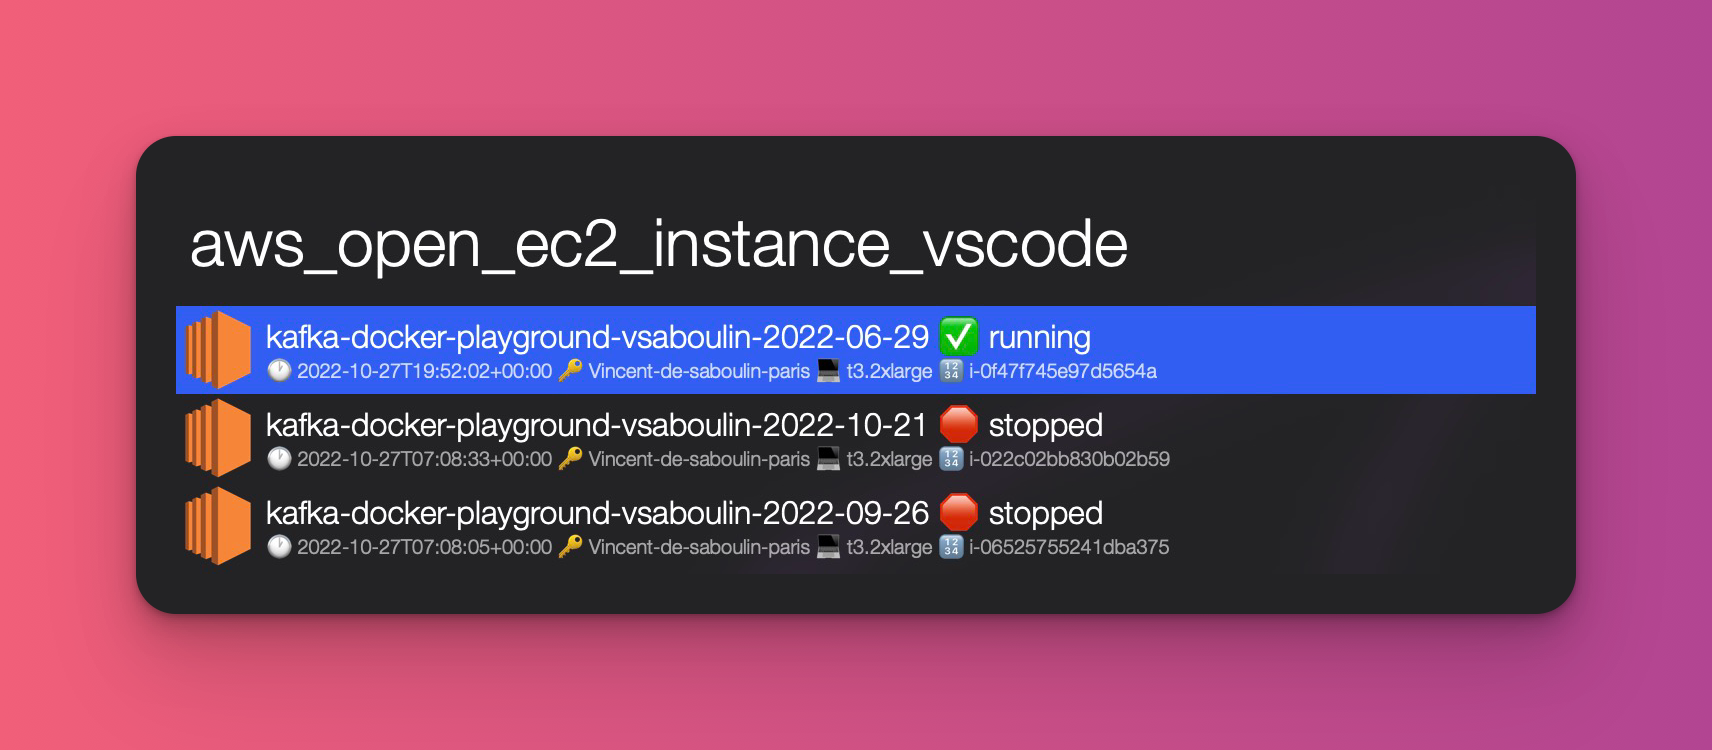 aws_open_ec2_instance_vscode
kafka-docker-playground-vsaboulin-2022-06-29 ✅ running
🕐 2022-10-27T19:52:02+00:00 🔑 Vincent-de-saboulin-paris 💻 t3.2xlarge 🔢 i-0f47f745e97d5654a
kafka-docker-playground-vsaboulin-2022-10-21 🛑 stopped
🕐 2022-10-27T07:08:33+00:00 🔑 Vincent-de-saboulin-paris 💻 t3.2xlarge 🔢 i-022c02bb830b02b59
kafka-docker-playground-vsaboulin-2022-09-26 🛑 stopped
🕐 2022-10-27T07:08:05+00:00 🔑 Vincent-de-saboulin-paris 💻 t3.2xlarge 🔢 i-06525755241dba375